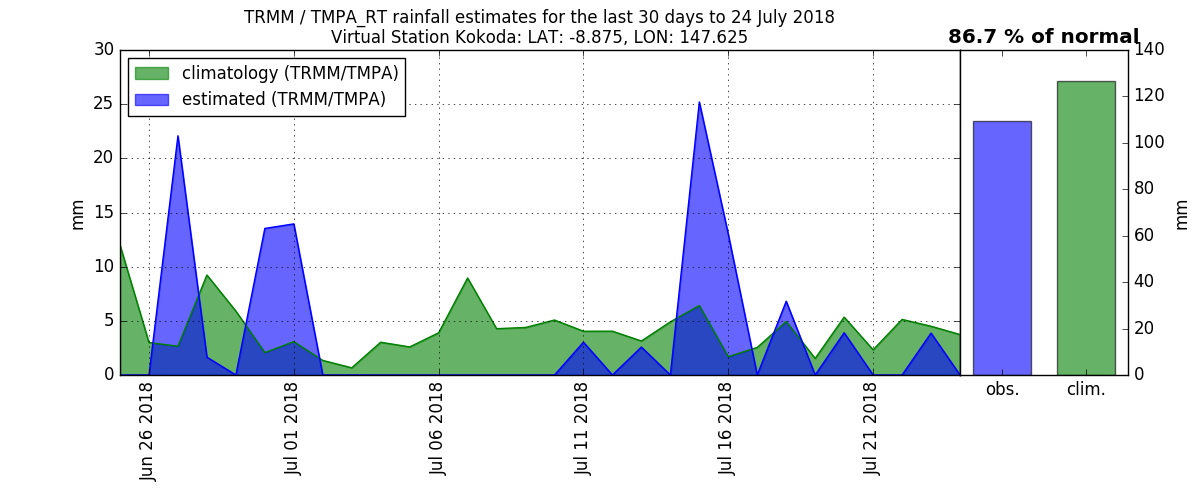 TRMM / TMPA_RT rainfall estimates for the last 30 days to 24 July 2018
Virtual Station Kokoda: LAT: -8.875, LON: 147.625
86.7 % of normal
climatology (TRMM/TMPA)
estimated (TRMM/TMPA)
30
25
20
15
10
5
0
mm
Jun 26 2018
Jul 01 2018
Jul 06 2018
Jul 11 2018
Jul 16 2018
Jul 21 2018
140
120
100
80
60
40
20
0
mm
obs.
clim.